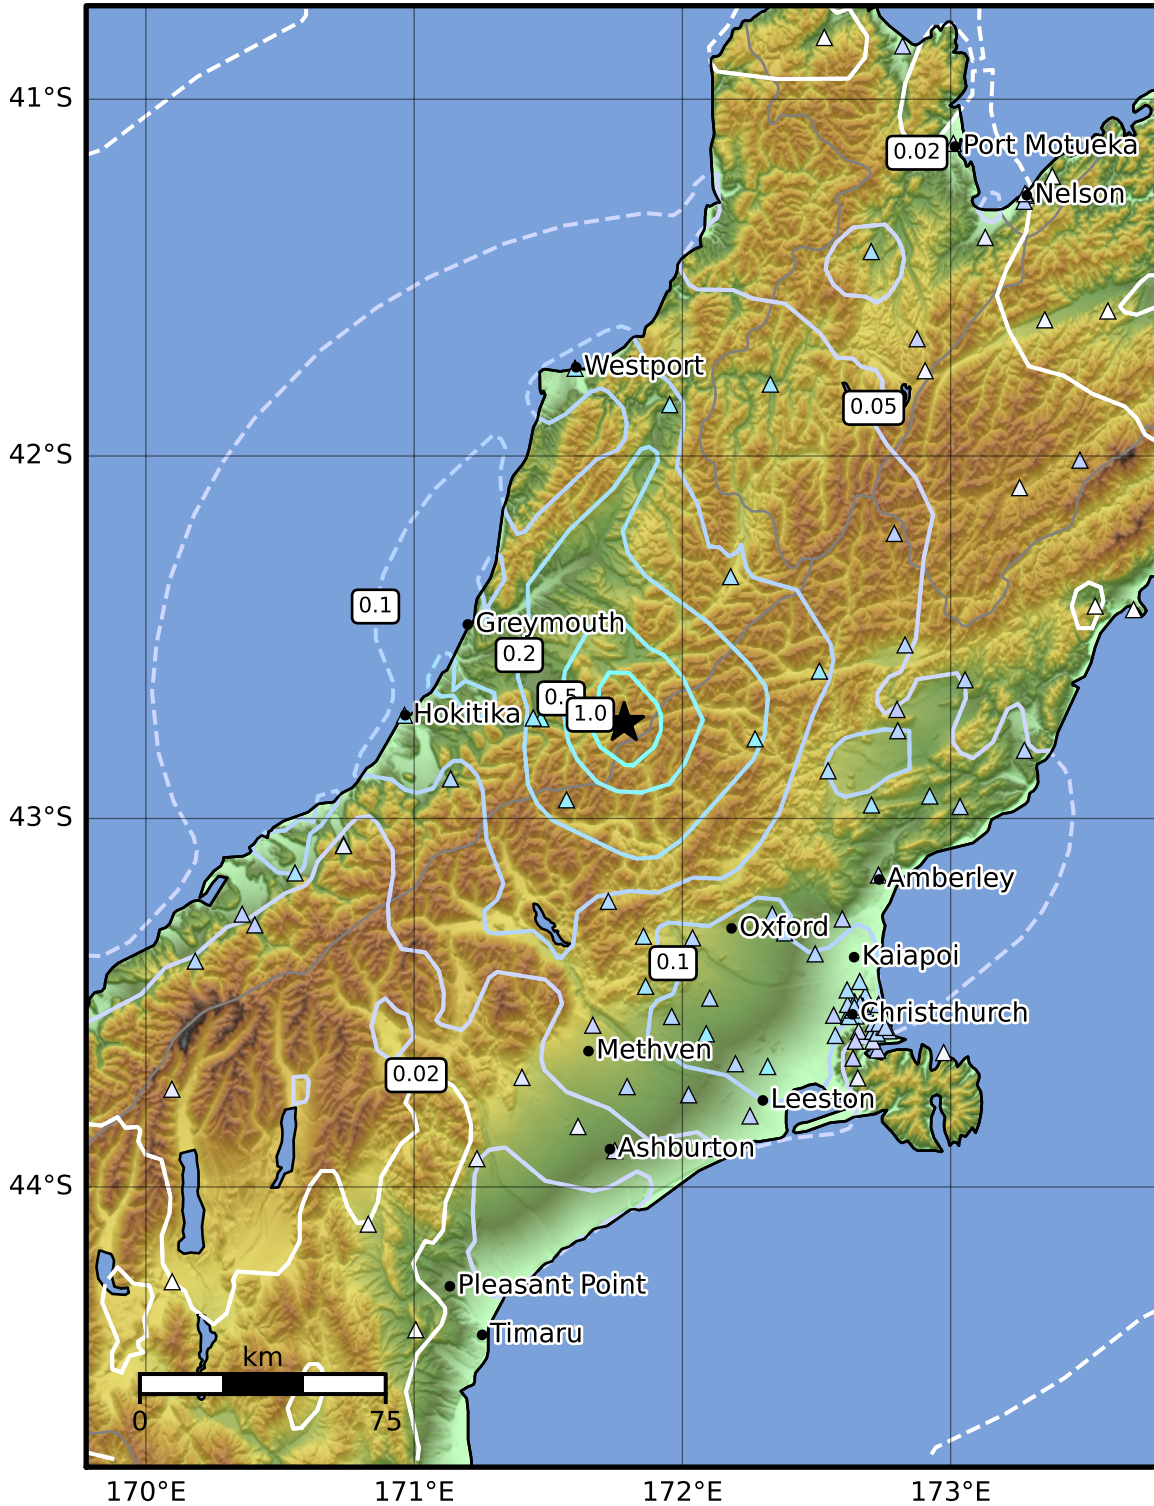 41°S
0.02
Port Motueka
Nelson
Westport
0.05
42°S
0.1
Greymouth
0.2
0.5
1.0
Hokitika
43°S
Amberley
Oxford
0.1
Kaiapoi
Christchurch
Methven
0.02
Leeston
Ashburton
44°S
Pleasant Point
Timaru
km
0
75
170°E
171°E
172°E
173°E